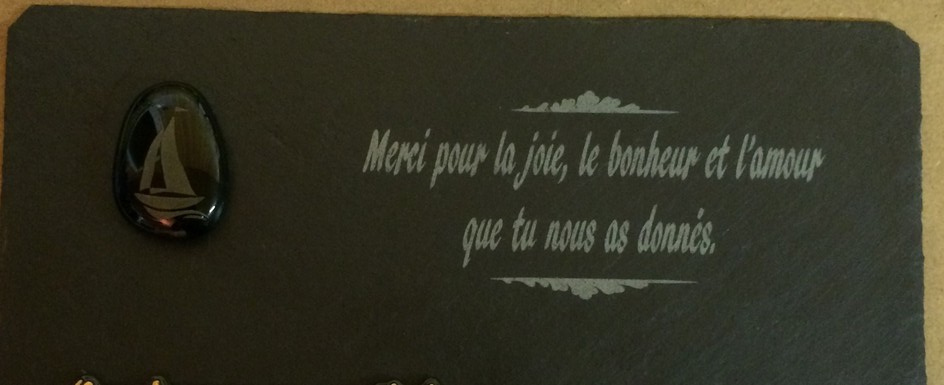 Merci pour la joie, le bonheur et l'amour
que tu nous as donnés.